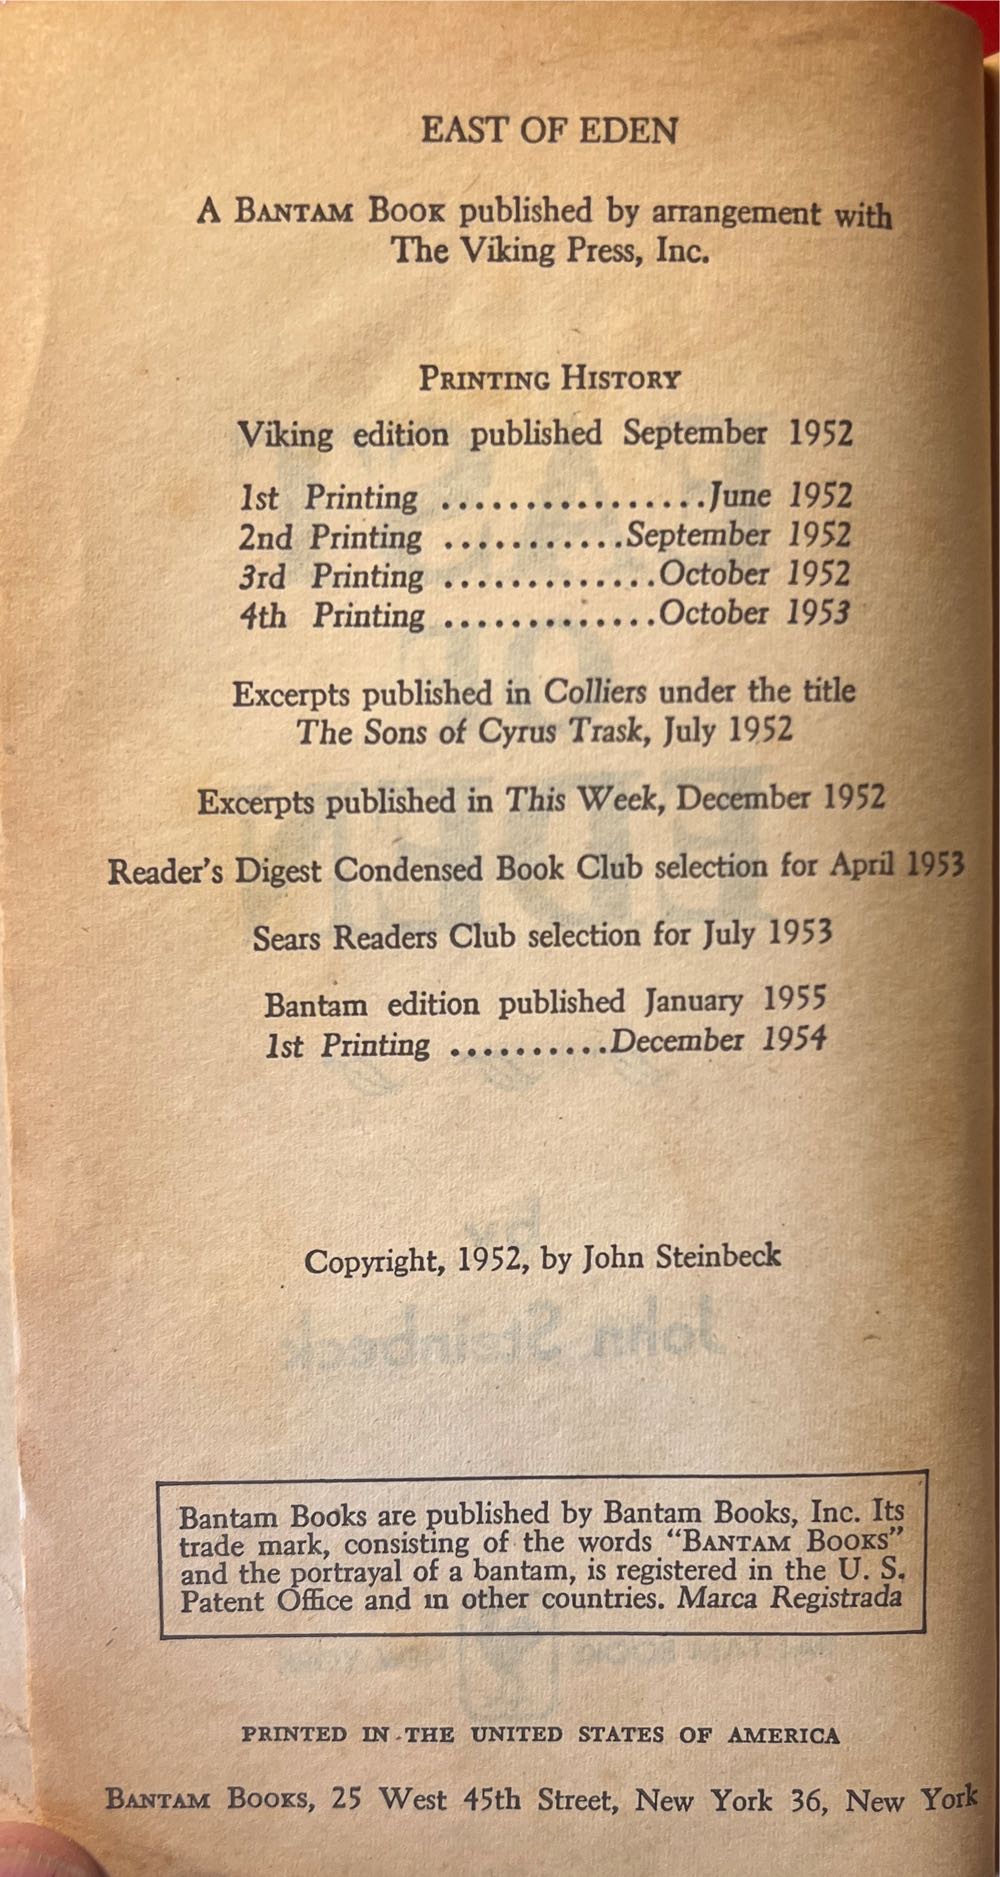 EAST OF EDEN
A BANTAM BOOK published by arrangement with
The Viking Press, Inc.
PRINTING HISTORY
Viking edition published September 1952
1st Printing ................June 1952
2nd Printing ...........September 1952
3rd Printing .............October 1952
4th Printing .............October 1953
Excerpts published in Colliers under the title
The Sons of Cyrus Trask, July 1952
Excerpts published in This Week, December 1952
Reader's Digest Condensed Book Club selection for April 1953
Sears Readers Club selection for July 1953
Bantam edition published January 1955
1st Printing ..........December 1954
Copyright, 1952, by John Steinbeck
Bantam Books are published by Bantam Books, Inc. Its
trade mark, consisting of the words "BANTAM BOOKS"
and the portrayal of a bantam, is registered in the U. S.
Patent Office and in other countries. Marca Registrada
PRINTED IN THE UNITED STATES OF AMERICA
BANTAM BOOKS, 25 West 45th Street, New York 36, New York